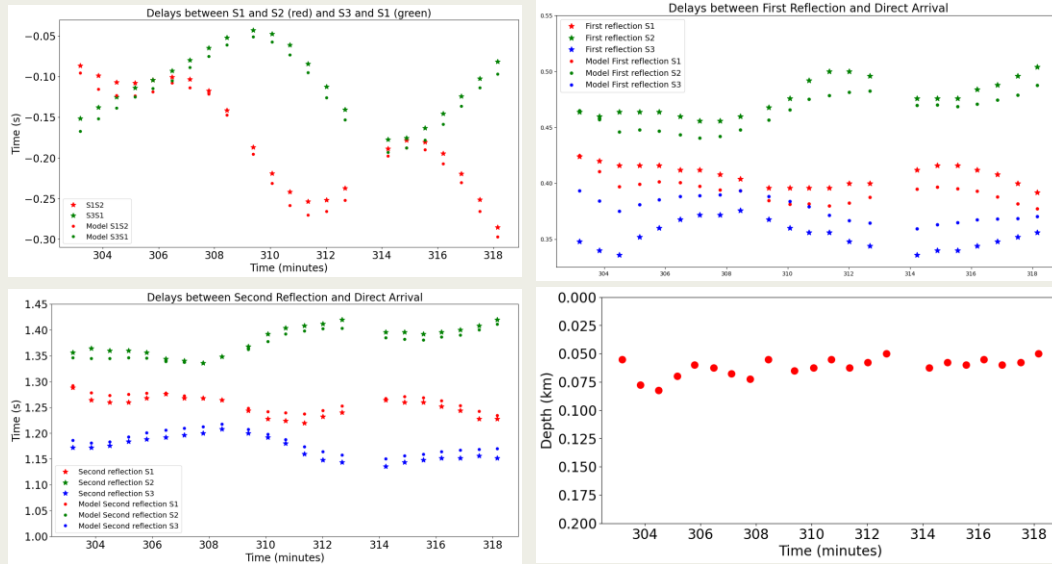 Delays between S1 and S2 (red) and S3 and S1 (green)
Time (s)
−0.05
−0.10
−0.15
−0.20
−0.25
−0.30
S1S2
S3S1
Model S1S2
Model S3S1
304
306
308
310
312
314
316
318
Time (minutes)
Delays between First Reflection and Direct Arrival
0.55
0.50
0.45
0.40
0.35
First reflection S1
First reflection S2
First reflection S3
Model First reflection S1
Model First reflection S2
Model First reflection S3
304
306
308
310
312
314
316
318
Time (minutes)
Delays between Second Reflection and Direct Arrival
Time (s)
1.45
1.40
1.35
1.30
1.25
1.20
1.15
1.10
1.05
1.00
Second reflection S1
Second reflection S2
Second reflection S3
Model Second reflection S1
Model Second reflection S2
Model Second reflection S3
304
306
308
310
312
314
316
318
Time (minutes)
Depth (km)
0.000
0.025
0.050
0.075
0.100
0.125
0.150
0.175
0.200
304
306
308
310
312
314
316
318
Time (minutes)